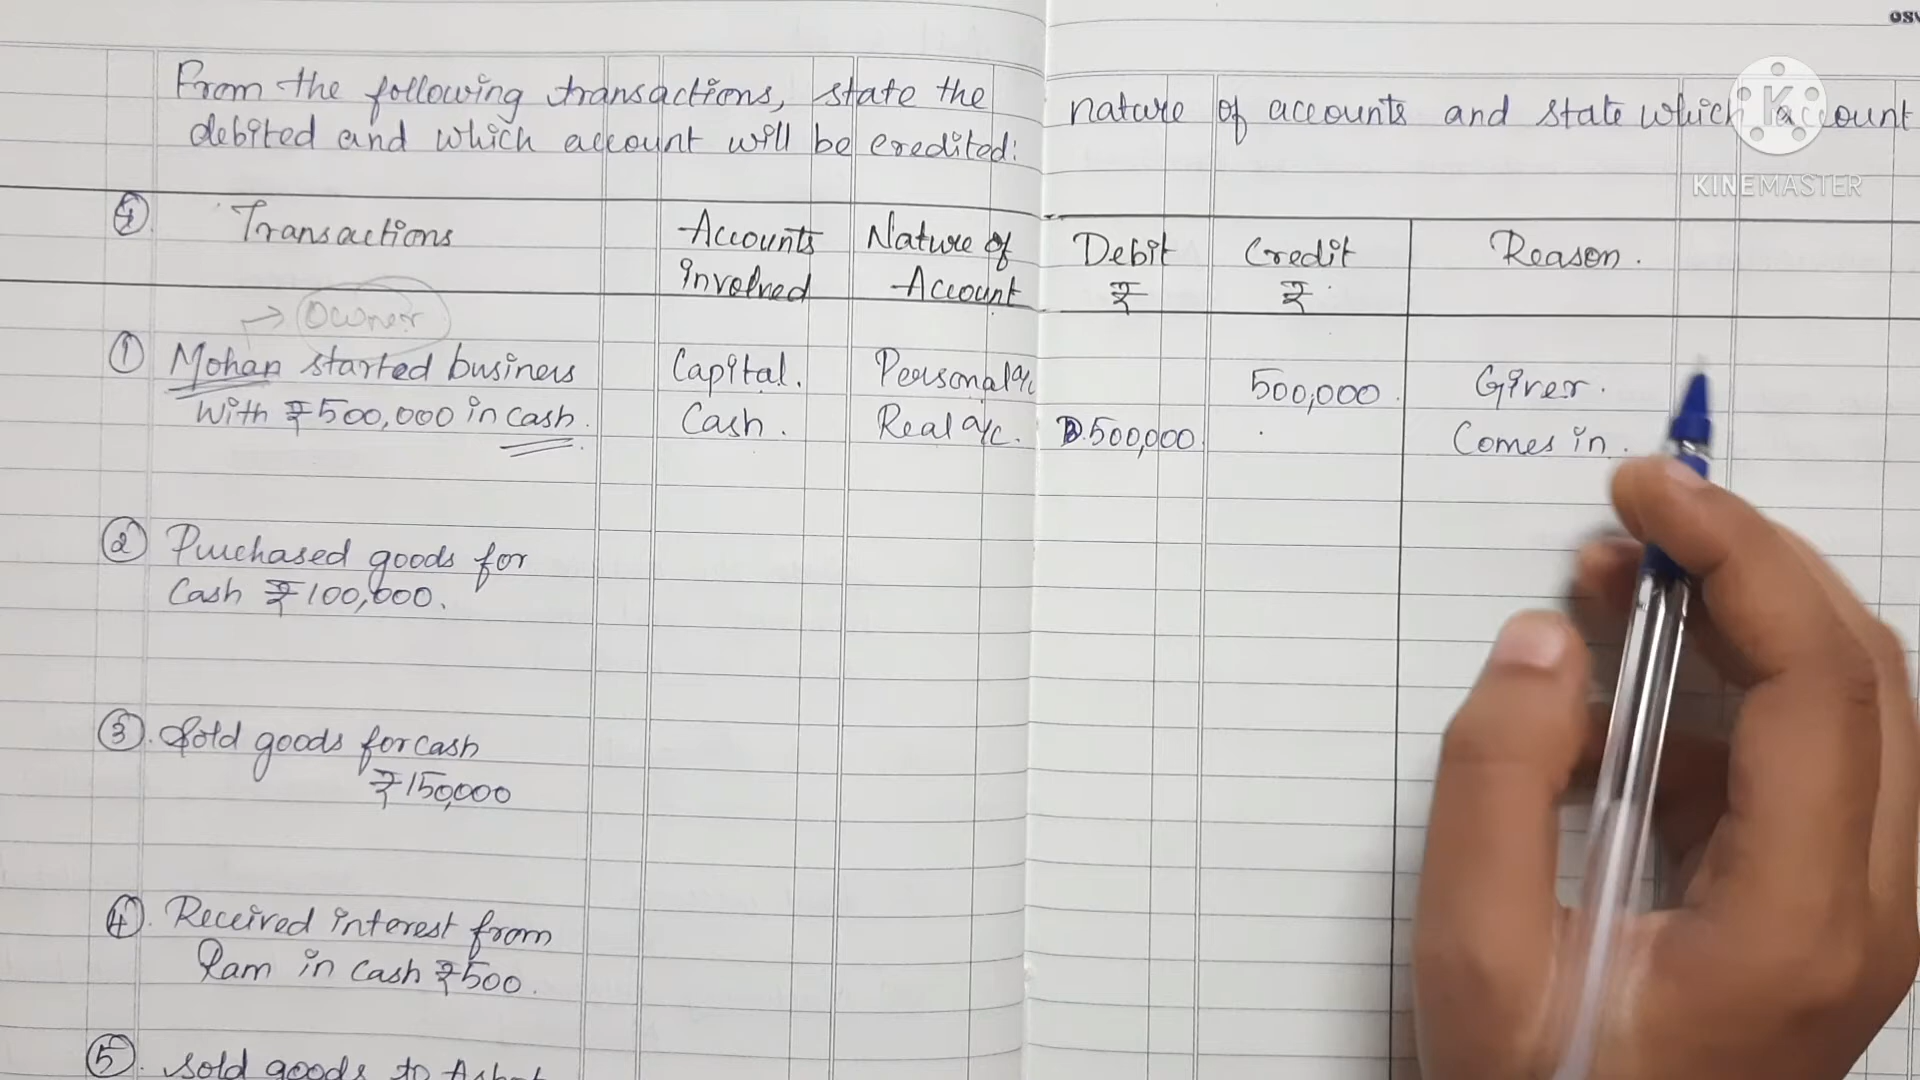 OSW
From the following transactions, state the nature of accounts and state which account
debited and which account will be credited:
KINEMASTER
Transactions Accounts involved Nature of Account Debit ₹ Credit ₹ Reason.
→ Owner
① Mohan started business Capital. Personal a/c 500,000. Giver.
With ₹500,000 in cash. Cash. Real a/c. 500,000 Comes in.
② Purchased goods for
Cash ₹100,000.
③. Sold goods for cash
₹150,000
④. Received interest from
Ram in cash ₹500.
⑤. sold goods to